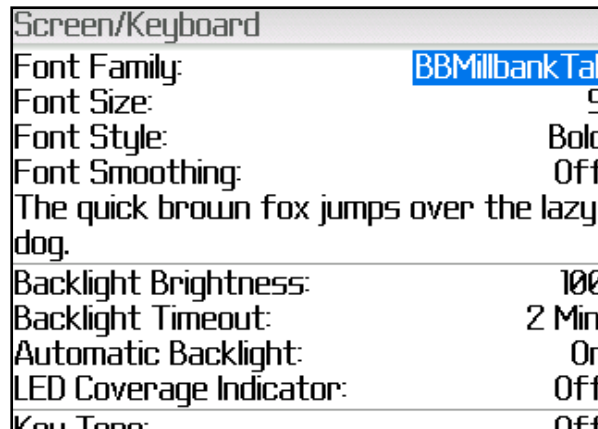 Screen/Keyboard
Font Family: BBMillbankTal
Font Size: 9
Font Style: Bold
Font Smoothing: Off
The quick brown fox jumps over the lazy
dog.
Backlight Brightness: 100
Backlight Timeout: 2 Min
Automatic Backlight: On
LED Coverage Indicator: Off
Key Tone: Off